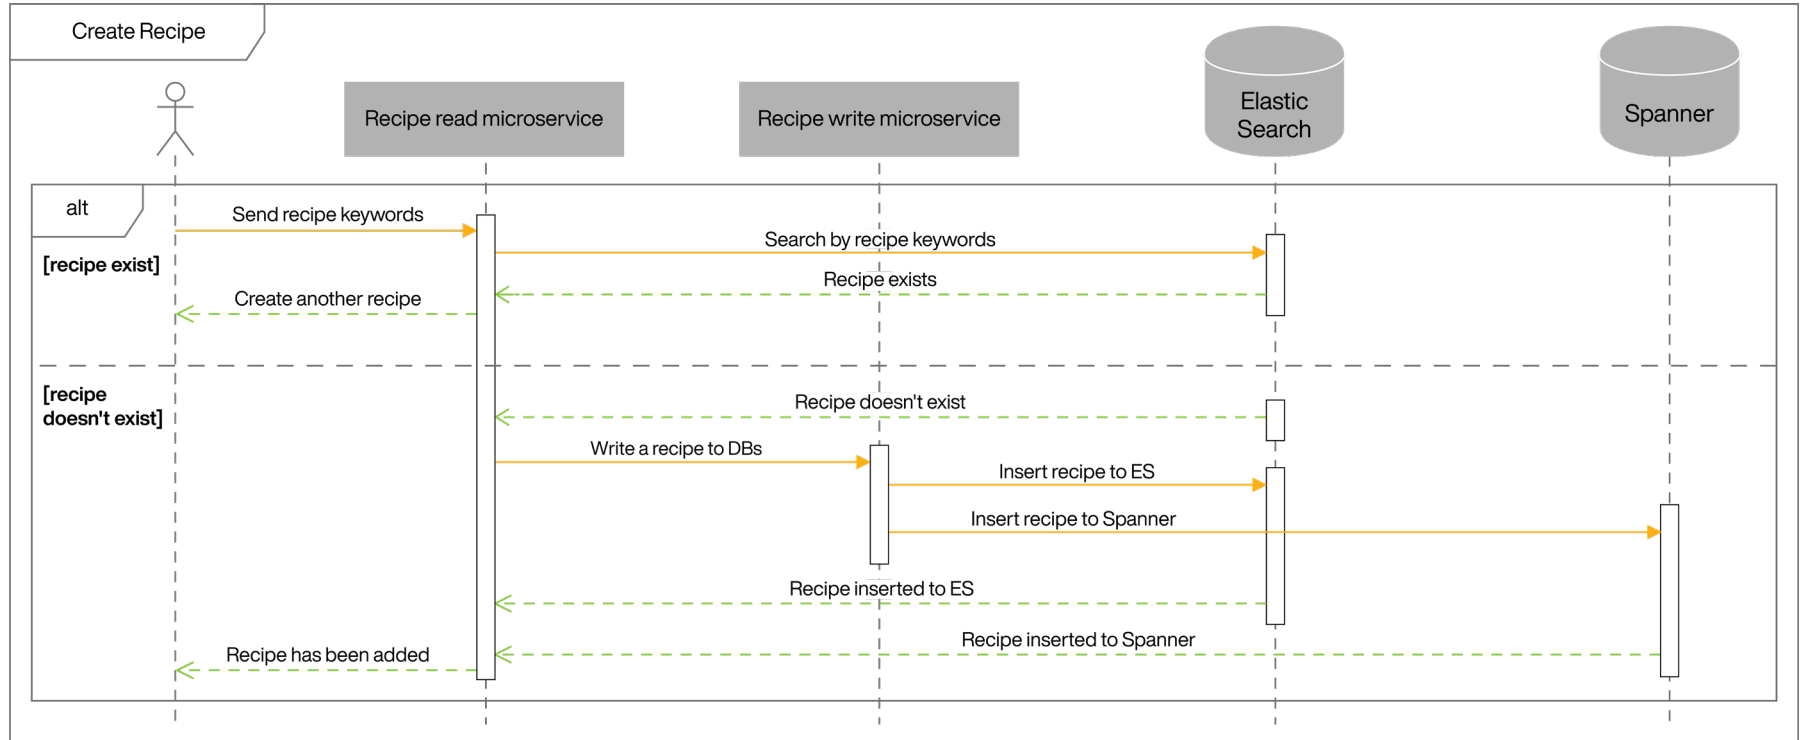 Create Recipe
Recipe read microservice
Recipe write microservice
Elastic
Search
Spanner
alt
Send recipe keywords
Search by recipe keywords
[recipe exist]
Recipe exists
Create another recipe
[recipe
doesn't exist]
Recipe doesn't exist
Write a recipe to DBs
Insert recipe to ES
Insert recipe to Spanner
Recipe inserted to ES
Recipe inserted to Spanner
Recipe has been added